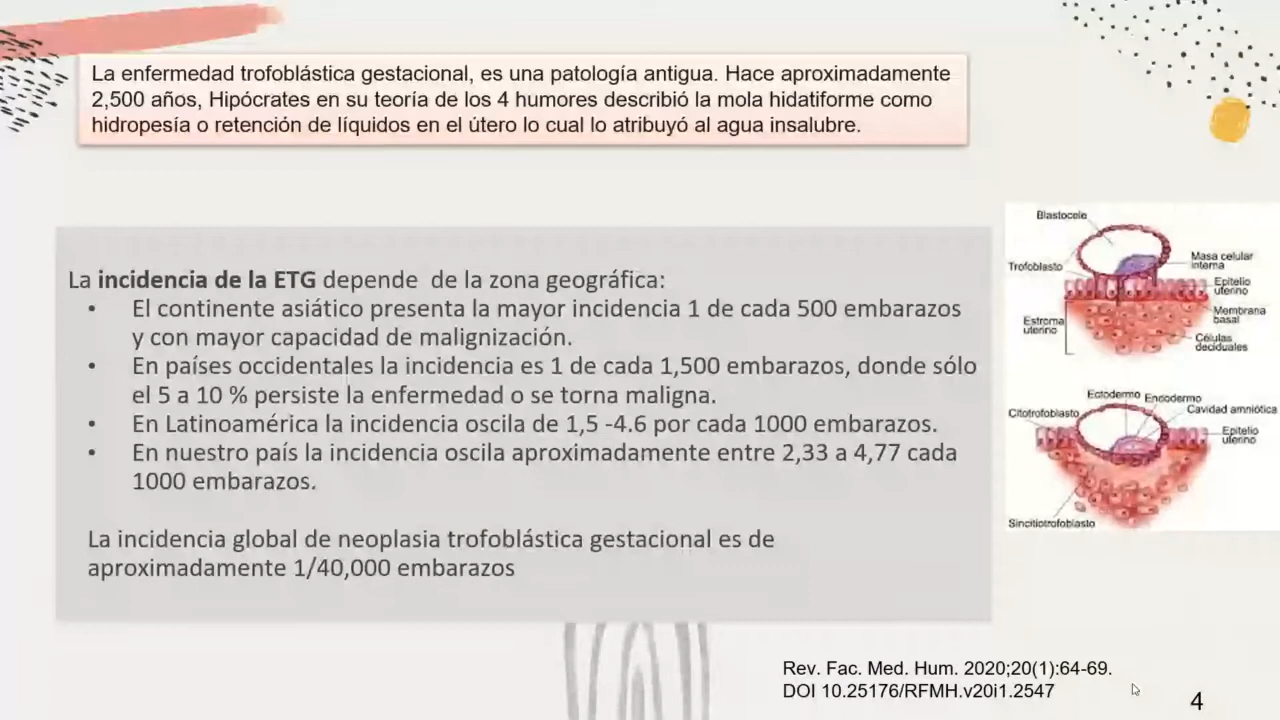 La enfermedad trofoblástica gestacional, es una patología antigua. Hace aproximadamente
2,500 años, Hipócrates en su teoría de los 4 humores describió la mola hidatiforme como
hidropesía o retención de líquidos en el útero lo cual lo atribuyó al agua insalubre.
La incidencia de la ETG depende de la zona geográfica:
• El continente asiático presenta la mayor incidencia 1 de cada 500 embarazos
y con mayor capacidad de malignización.
• En países occidentales la incidencia es 1 de cada 1,500 embarazos, donde sólo
el 5 a 10 % persiste la enfermedad o se torna maligna.
• En Latinoamérica la incidencia oscila de 1,5 -4.6 por cada 1000 embarazos.
• En nuestro país la incidencia oscila aproximadamente entre 2,33 a 4,77 cada
1000 embarazos.
La incidencia global de neoplasia trofoblástica gestacional es de
aproximadamente 1/40,000 embarazos
Blastocele
Trofoblasto
Masa celular
interna
Epitelio
uterino
Membrana
basal
Estroma
uterino
Células
deciduales
Ectodermo
Endodermo
Citotrofoblasto
Cavidad amniótica
Epitelio
uterino
Sincitiotrofoblasto
Rev. Fac. Med. Hum. 2020;20(1):64-69.
DOI 10.25176/RFMH.v20i1.2547
4